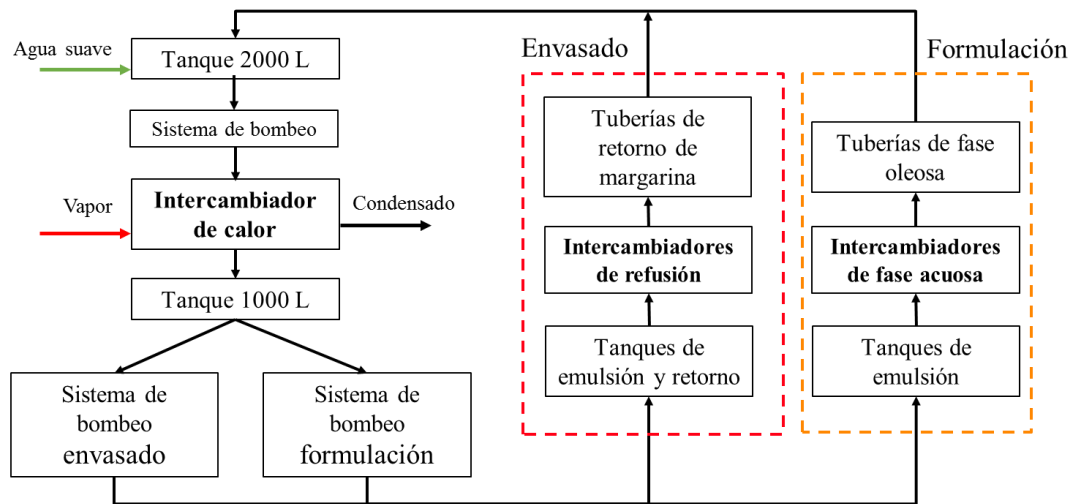 Agua suave
Tanque 2000 L
Sistema de bombeo
Vapor
Intercambiador
de calor
Condensado
Tanque 1000 L
Sistema de
bombeo
envasado
Sistema de
bombeo
formulación
Envasado
Tuberías de
retorno de
margarina
Intercambiadores
de refusión
Tanques de
emulsión y retorno
Formulación
Tuberías de fase
oleosa
Intercambiadores
de fase acuosa
Tanques de
emulsión